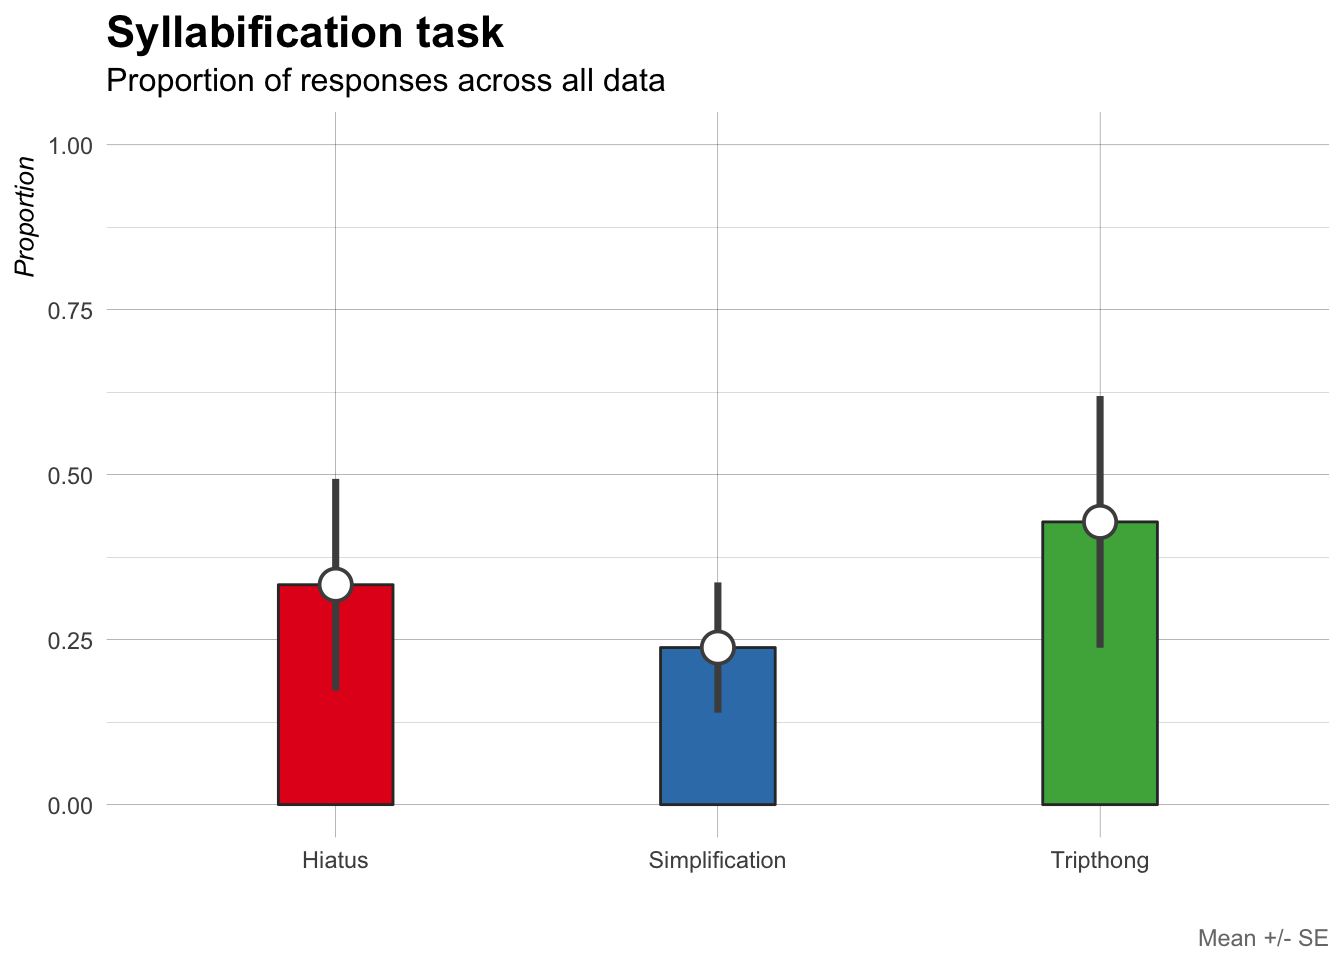 Syllabification task
Proportion of responses across all data
Proportion
1.00
0.75
0.50
0.25
0.00
Hiatus
Simplification
Tripthong
Mean +/- SE